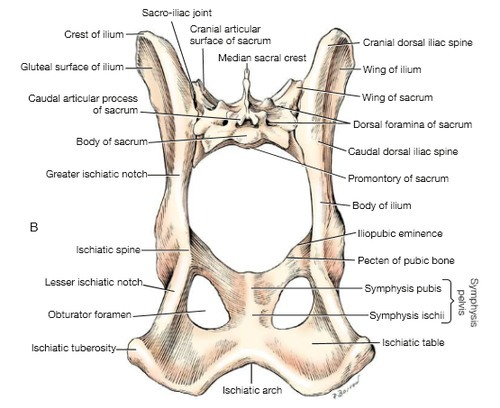 Sacro-iliac joint
Crest of ilium
Cranial articular
surface of sacrum
Cranial dorsal iliac spine
Median sacral crest
Gluteal surface of ilium
Wing of ilium
Caudal articular process
of sacrum
Wing of sacrum
Dorsal foramina of sacrum
Body of sacrum
Caudal dorsal iliac spine
Greater ischiatic notch
Promontory of sacrum
Body of ilium
B
Iliopubic eminence
Ischiatic spine
Pecten of pubic bone
Lesser ischiatic notch
Symphysis pubis
Symphysis
pelvis
Obturator foramen
Symphysis ischii
Ischiatic tuberosity
Ischiatic table
Ischiatic arch